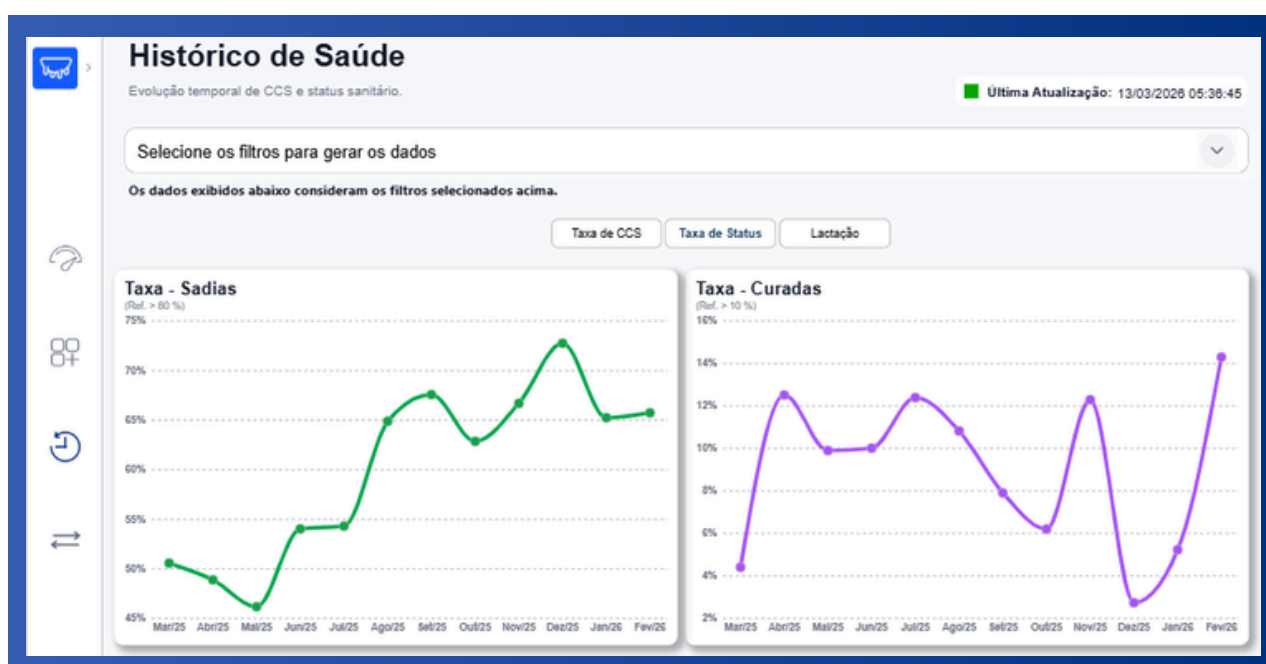 Histórico de Saúde
Evolução temporal de CCS e status sanitário.
Última Atualização: 13/03/2026 05:36:45
Selecione os filtros para gerar os dados
Os dados exibidos abaixo consideram os filtros selecionados acima.
Taxa de CCS Taxa de Status Lactação
Taxa - Sadias
(Ref. > 80 %)
75%
70%
65%
60%
55%
50%
45%
Mar/25 Abr/25 Mai/25 Jun/25 Jul/25 Ago/25 Set/25 Out/25 Nov/25 Dez/25 Jan/26 Fev/26
Taxa - Curadas
(Ref. > 10 %)
16%
14%
12%
10%
8%
6%
4%
2%
Mar/25 Abr/25 Mai/25 Jun/25 Jul/25 Ago/25 Set/25 Out/25 Nov/25 Dez/25 Jan/26 Fev/26